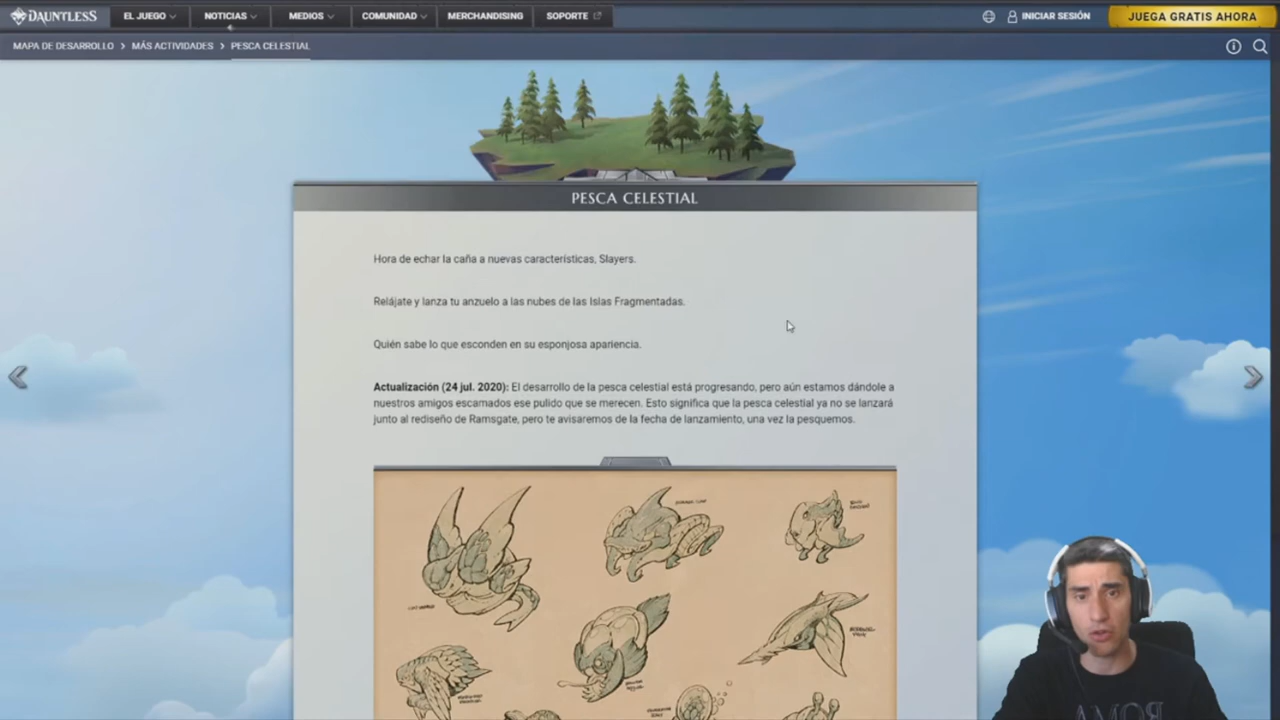 DAUNTLESS
EL JUEGO
NOTICIAS
MEDIOS
COMUNIDAD
MERCHANDISING
SOPORTE
INICIAR SESIÓN
JUEGA GRATIS AHORA
MAPA DE DESARROLLO > MÁS ACTIVIDADES > PESCA CELESTIAL
PESCA CELESTIAL
Hora de echar la caña a nuevas características, Slayers.
Relájate y lanza tu anzuelo a las nubes de las Islas Fragmentadas.
Quién sabe lo que esconden en su esponjosa apariencia.
Actualización (24 jul. 2020): El desarrollo de la pesca celestial está progresando, pero aún estamos dándole a
nuestros amigos escamados ese pulido que se merecen. Esto significa que la pesca celestial ya no se lanzará
junto al rediseño de Ramsgate, pero te avisaremos de la fecha de lanzamiento, una vez la pesquemos.